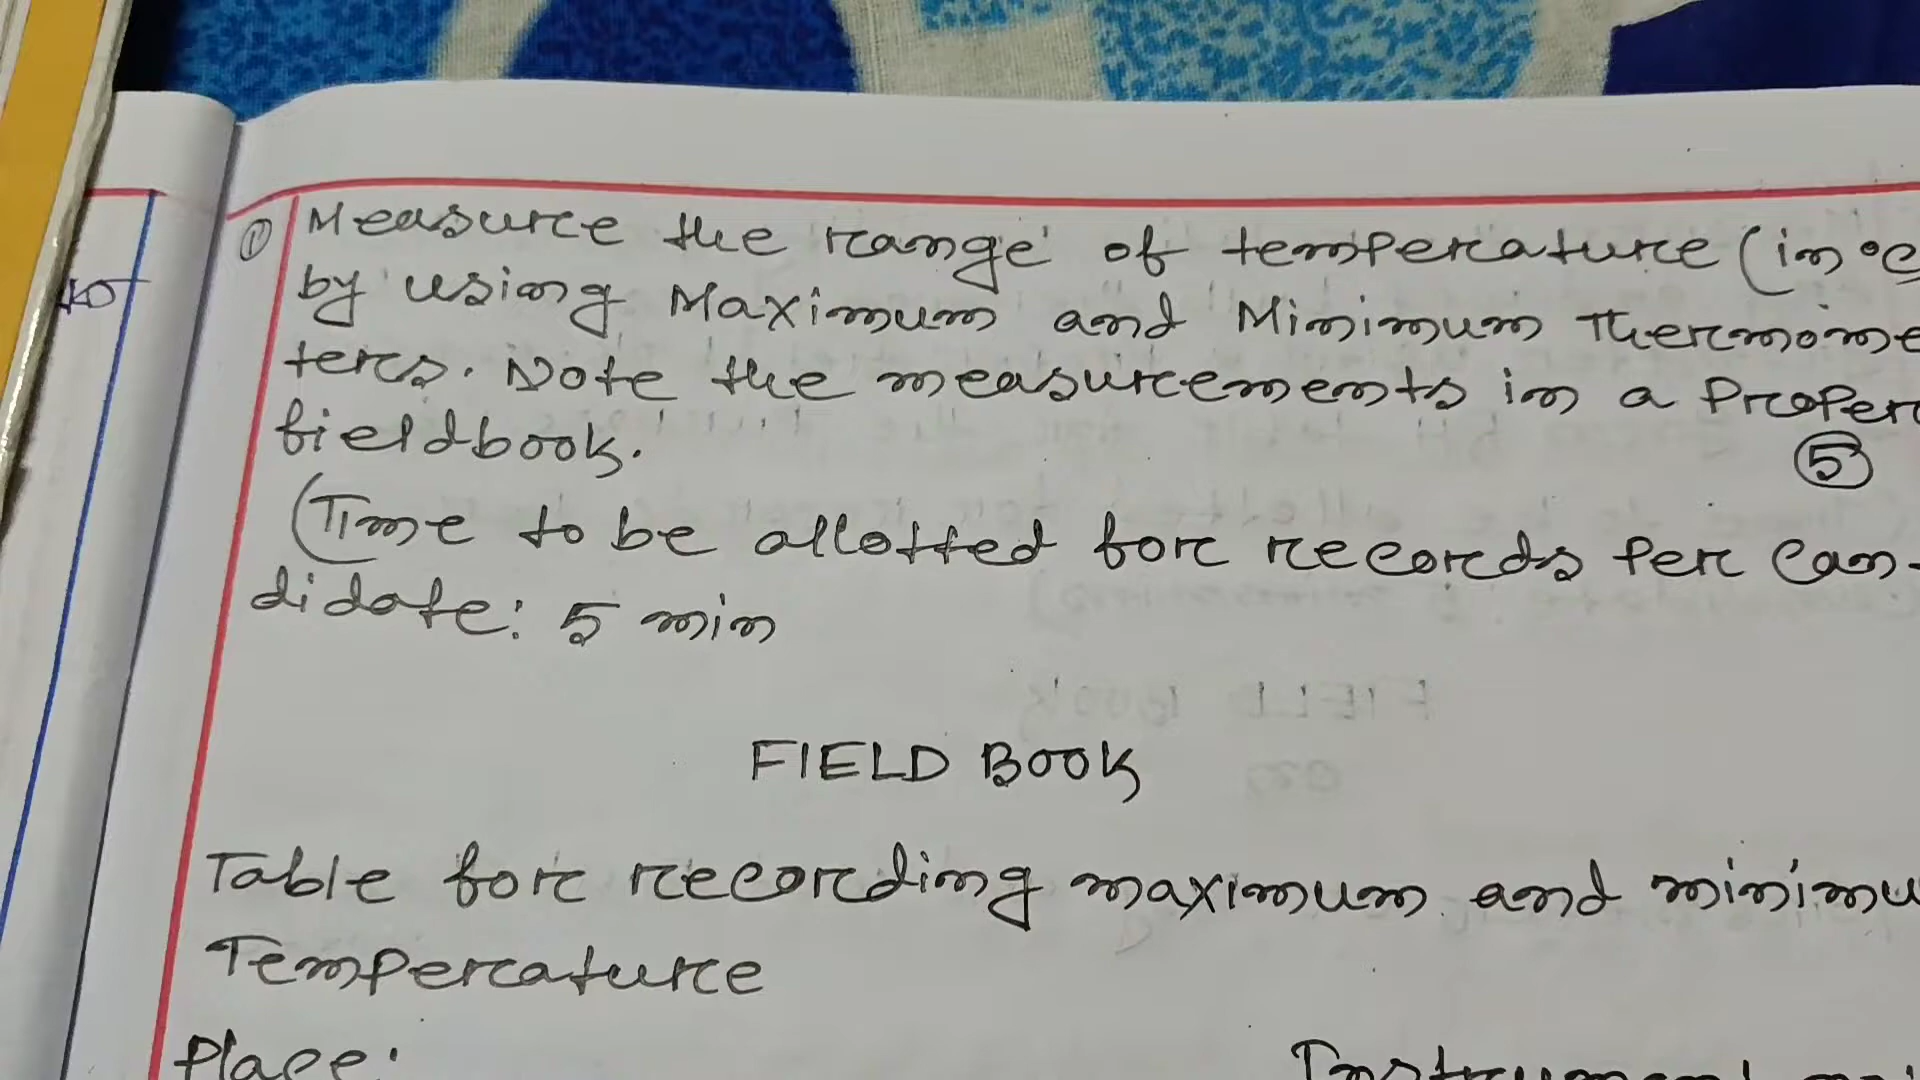 ① Measure the range of temperature (in °C
by using Maximum and Minimum Thermome
ters. Note the measurements in a Proper
fieldbook.
⑤
(Time to be allotted for records Per Can-
didate: 5 min
FIELD BOOK
Table for recording maximum and minimu
Temperature
Place: